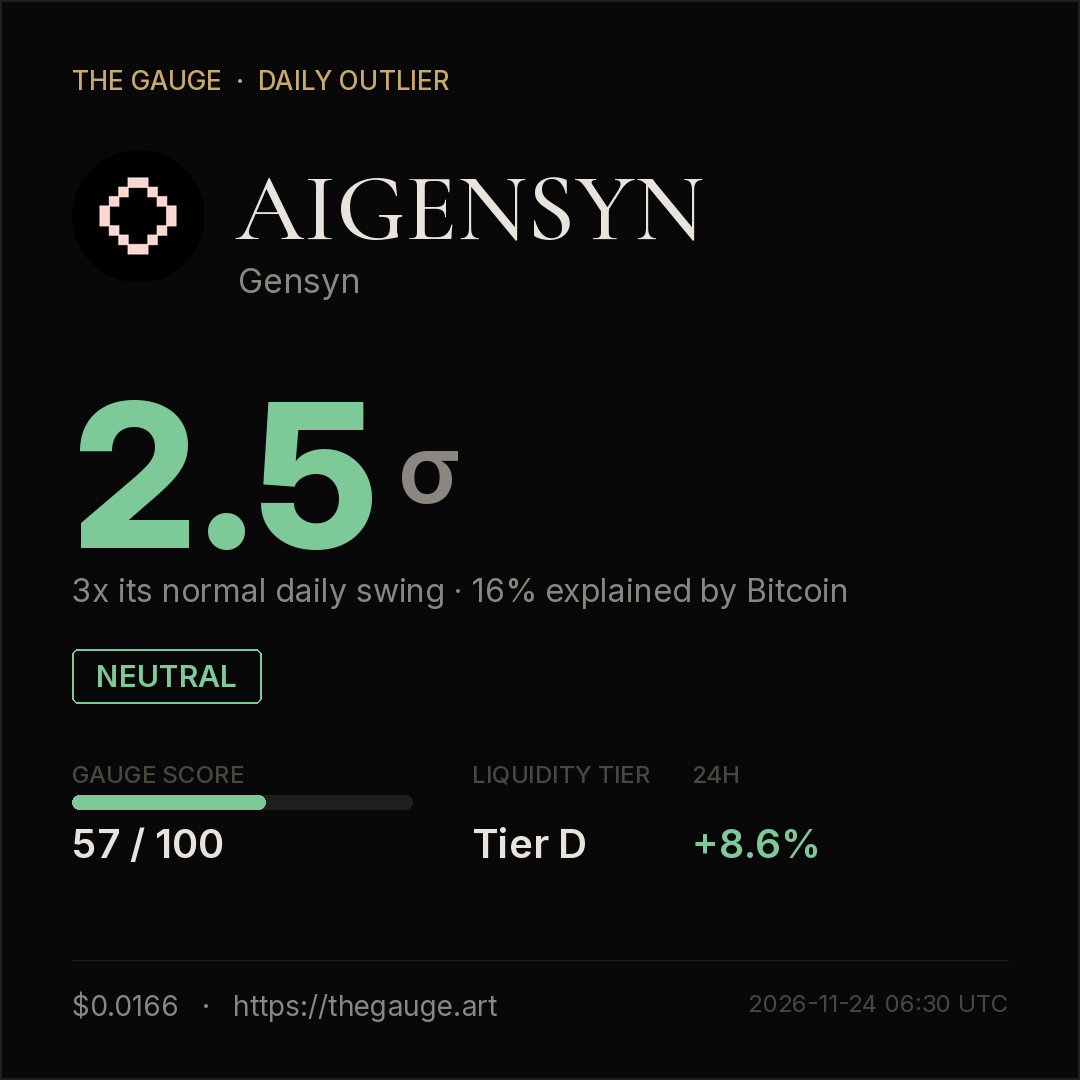 THE GAUGE · DAILY OUTLIER
AIGENSYN
Gensyn
2.5 σ
3x its normal daily swing · 16% explained by Bitcoin
NEUTRAL
GAUGE SCORE LIQUIDITY TIER 24H
57 / 100 Tier D +8.6%
$0.0166 · https://thegauge.art 2026-11-24 06:30 UTC